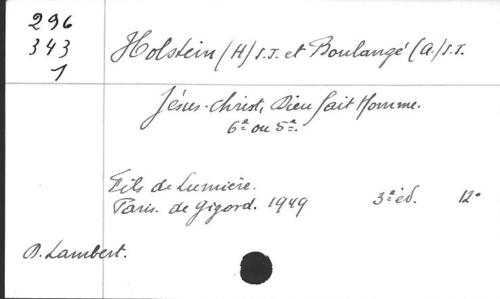 296
343
1
Holstein (H) S.J. et Boulangé (A) S.J.
Jésus-Christ, Dieu fait Homme.
6e ou 5e.
Fils de Lumière.
Paris. de Gigord. 1949 3e éd. 12°
D. Lambert.